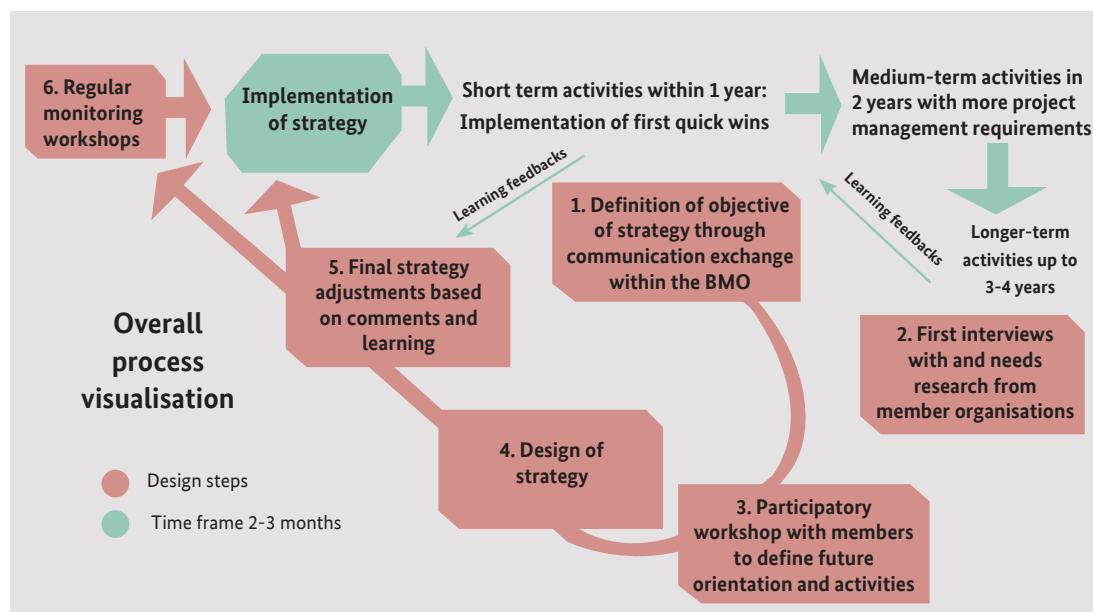 6. Regular
monitoring
workshops
Implementation
of strategy
Short term activities within 1 year:
Implementation of first quick wins
Medium-term activities in
2 years with more project
management requirements
Learning feedbacks
Learning feedbacks
Longer-term
activities up to
3-4 years
1. Definition of objective
of strategy through
communication exchange
within the BMO
5. Final strategy
adjustments based
on comments and
learning
2. First interviews
with and needs
research from
member organisations
Overall
process
visualisation
4. Design of
strategy
3. Participatory
workshop with members
to define future
orientation and activities
Design steps
Time frame 2-3 months